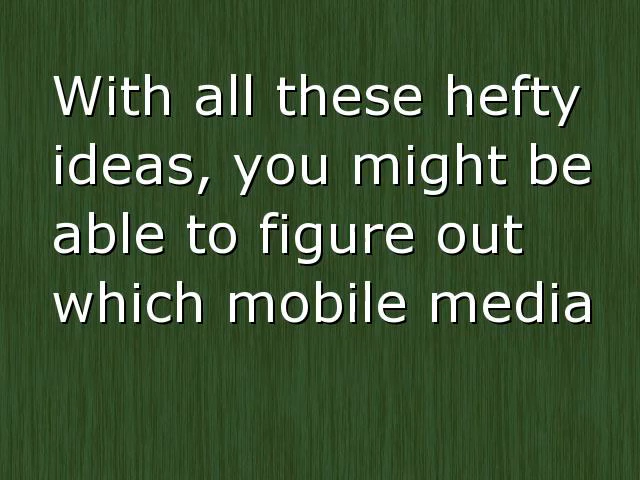 With all these hefty
ideas, you might be
able to figure out
which mobile media